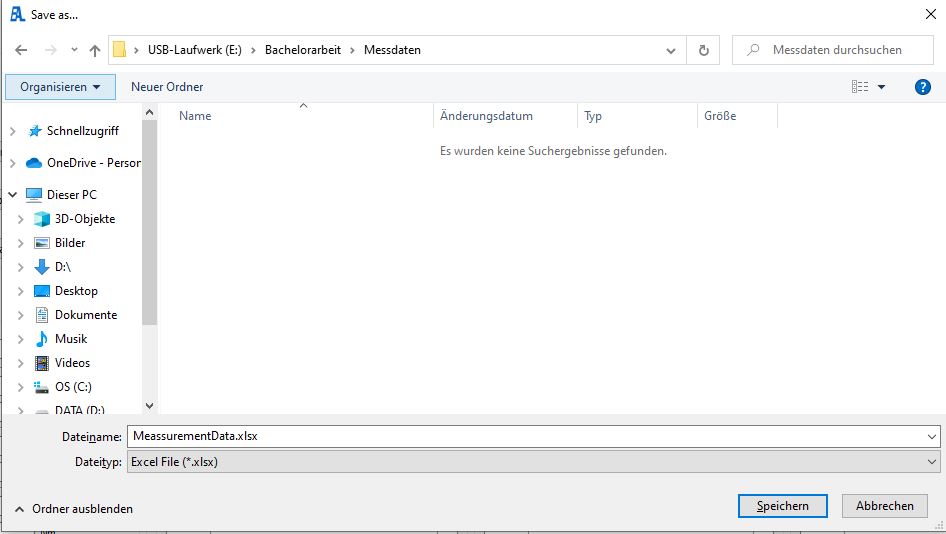 Save as...
USB-Laufwerk (E:) Bachelorarbeit Messdaten Messdaten durchsuchen
Organisieren Neuer Ordner
Name Änderungsdatum Typ Größe
Es wurden keine Suchergebnisse gefunden.
Schnellzugriff
OneDrive - Person
Dieser PC
3D-Objekte
Bilder
D:\
Desktop
Dokumente
Musik
Videos
OS (C:)
DATA (D:)
Dateiname: MeassurementData.xlsx
Dateityp: Excel File (*.xlsx)
Ordner ausblenden Speichern Abbrechen